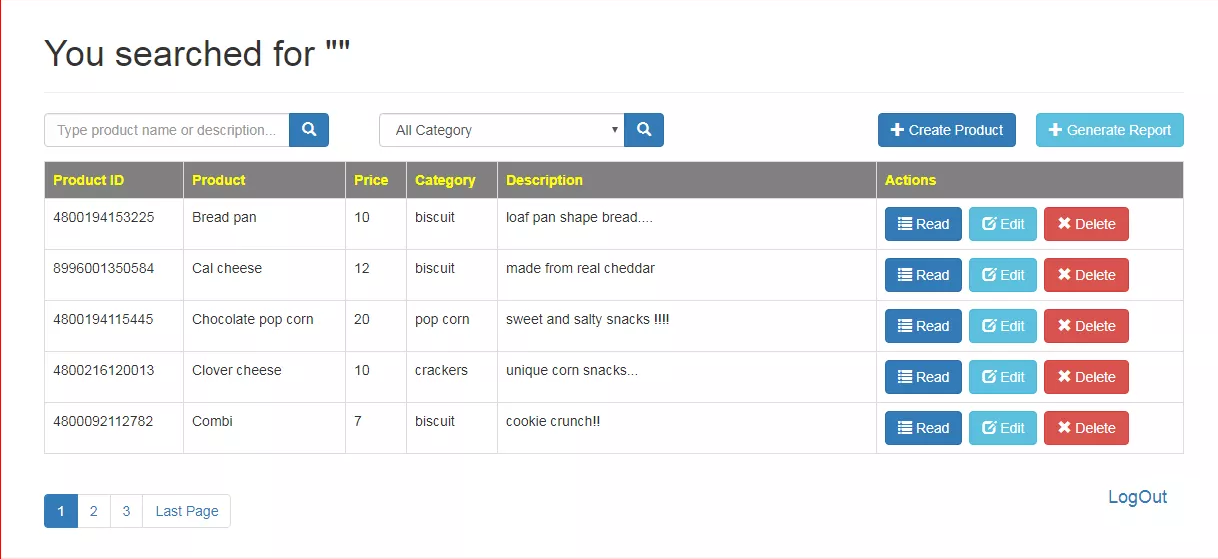 You searched for ""
Type product name or description... All Category Create Product Generate Report
Product ID Product Price Category Description Actions
4800194153225 Bread pan 10 biscuit loaf pan shape bread.... Read Edit Delete
8996001350584 Cal cheese 12 biscuit made from real cheddar Read Edit Delete
4800194115445 Chocolate pop corn 20 pop corn sweet and salty snacks !!!! Read Edit Delete
4800216120013 Clover cheese 10 crackers unique corn snacks... Read Edit Delete
4800092112782 Combi 7 biscuit cookie crunch!! Read Edit Delete
LogOut
1 2 3 Last Page